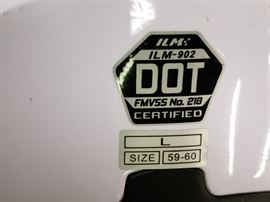 ILM
ILM-902
DOT
FMVSS No. 218
CERTIFIED
L
SIZE 59-60